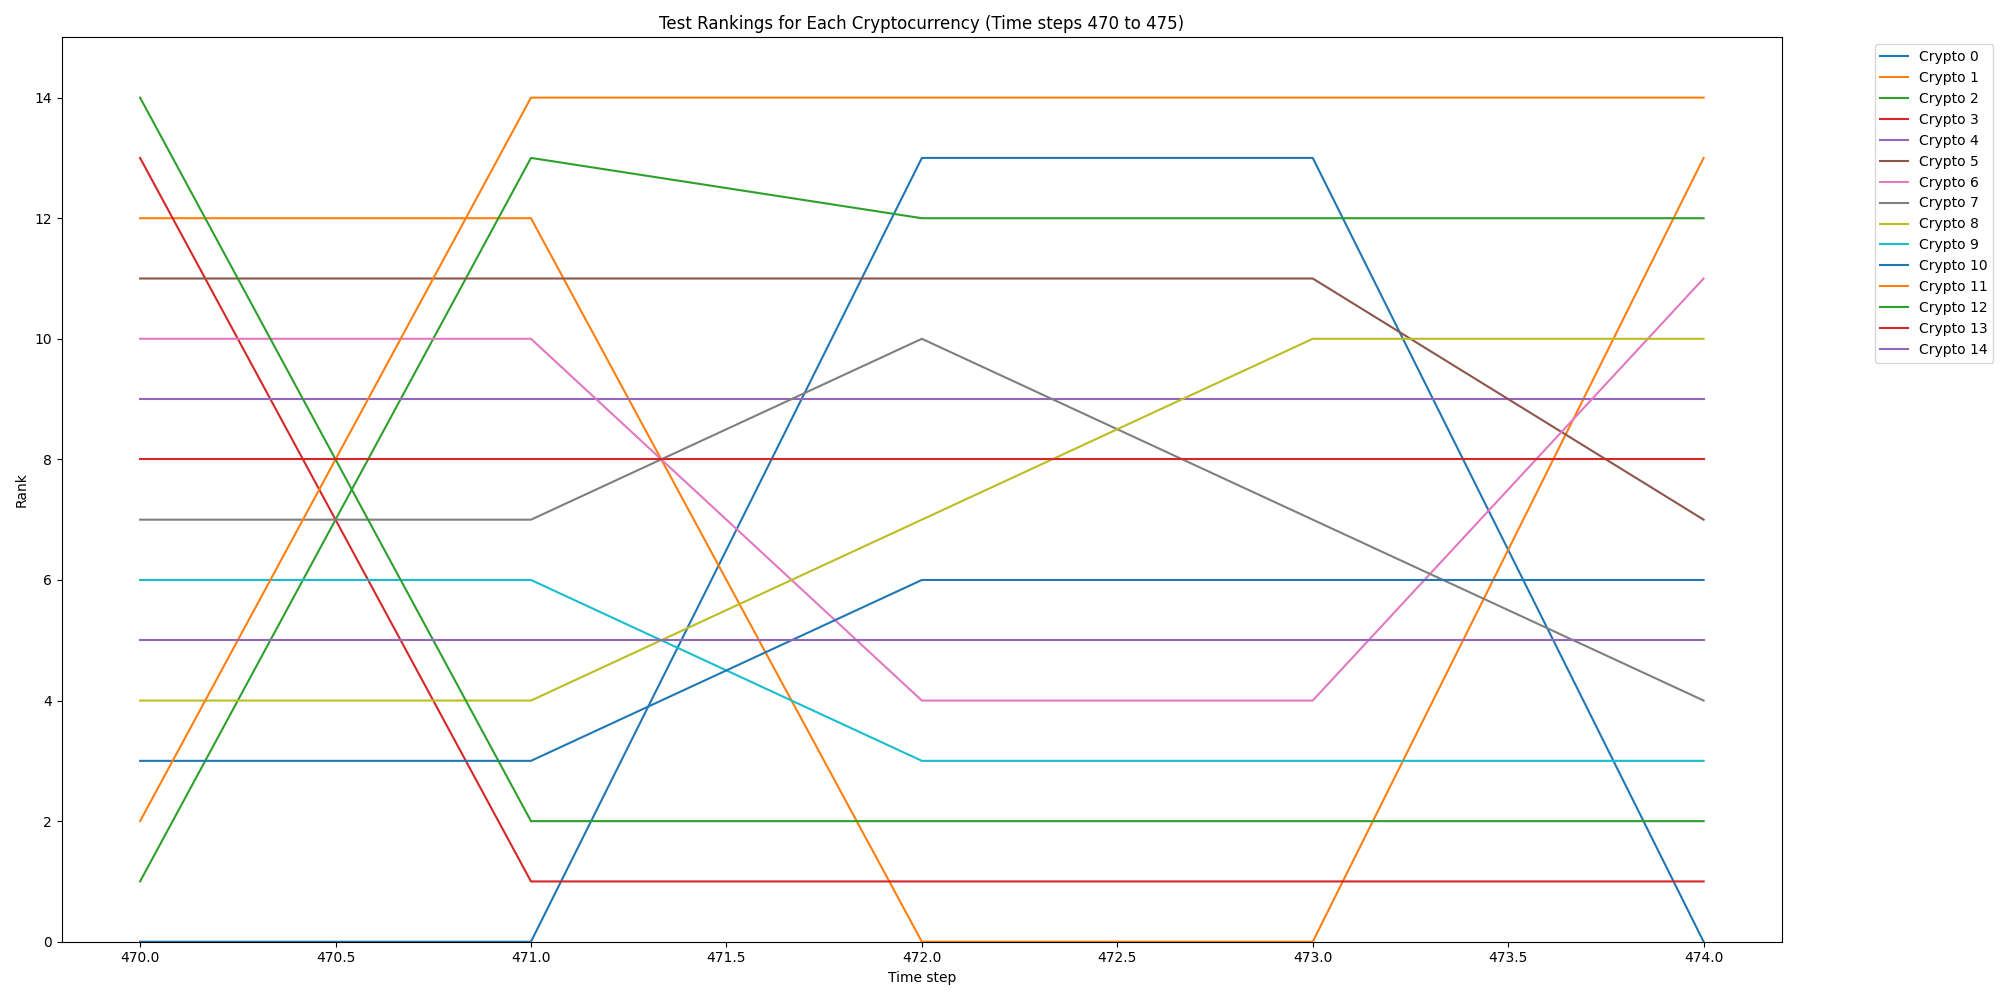 Test Rankings for Each Cryptocurrency (Time steps 470 to 475)
Crypto 0
Crypto 1
Crypto 2
Crypto 3
Crypto 4
Crypto 5
Crypto 6
Crypto 7
Crypto 8
Crypto 9
Crypto 10
Crypto 11
Crypto 12
Crypto 13
Crypto 14
14
12
10
8
6
4
2
0
Rank
470.0 470.5 471.0 471.5 472.0 472.5 473.0 473.5 474.0
Time step